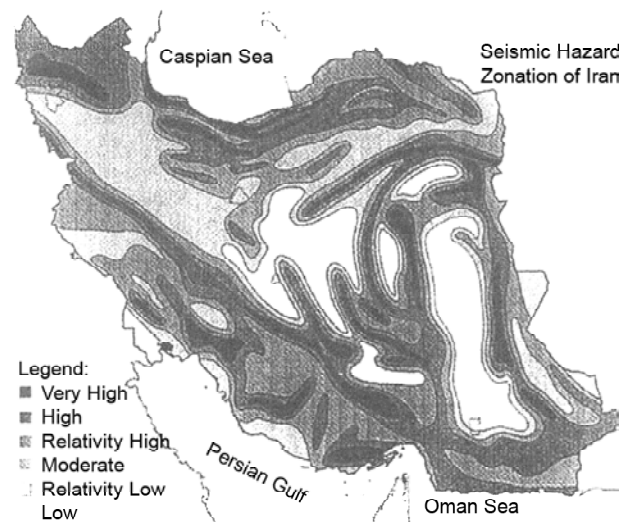 Caspian Sea
Seismic Hazard
Zonation of Iran
Legend:
Very High
High
Relativity High
Moderate
Relativity Low
Low
Persian Gulf
Oman Sea